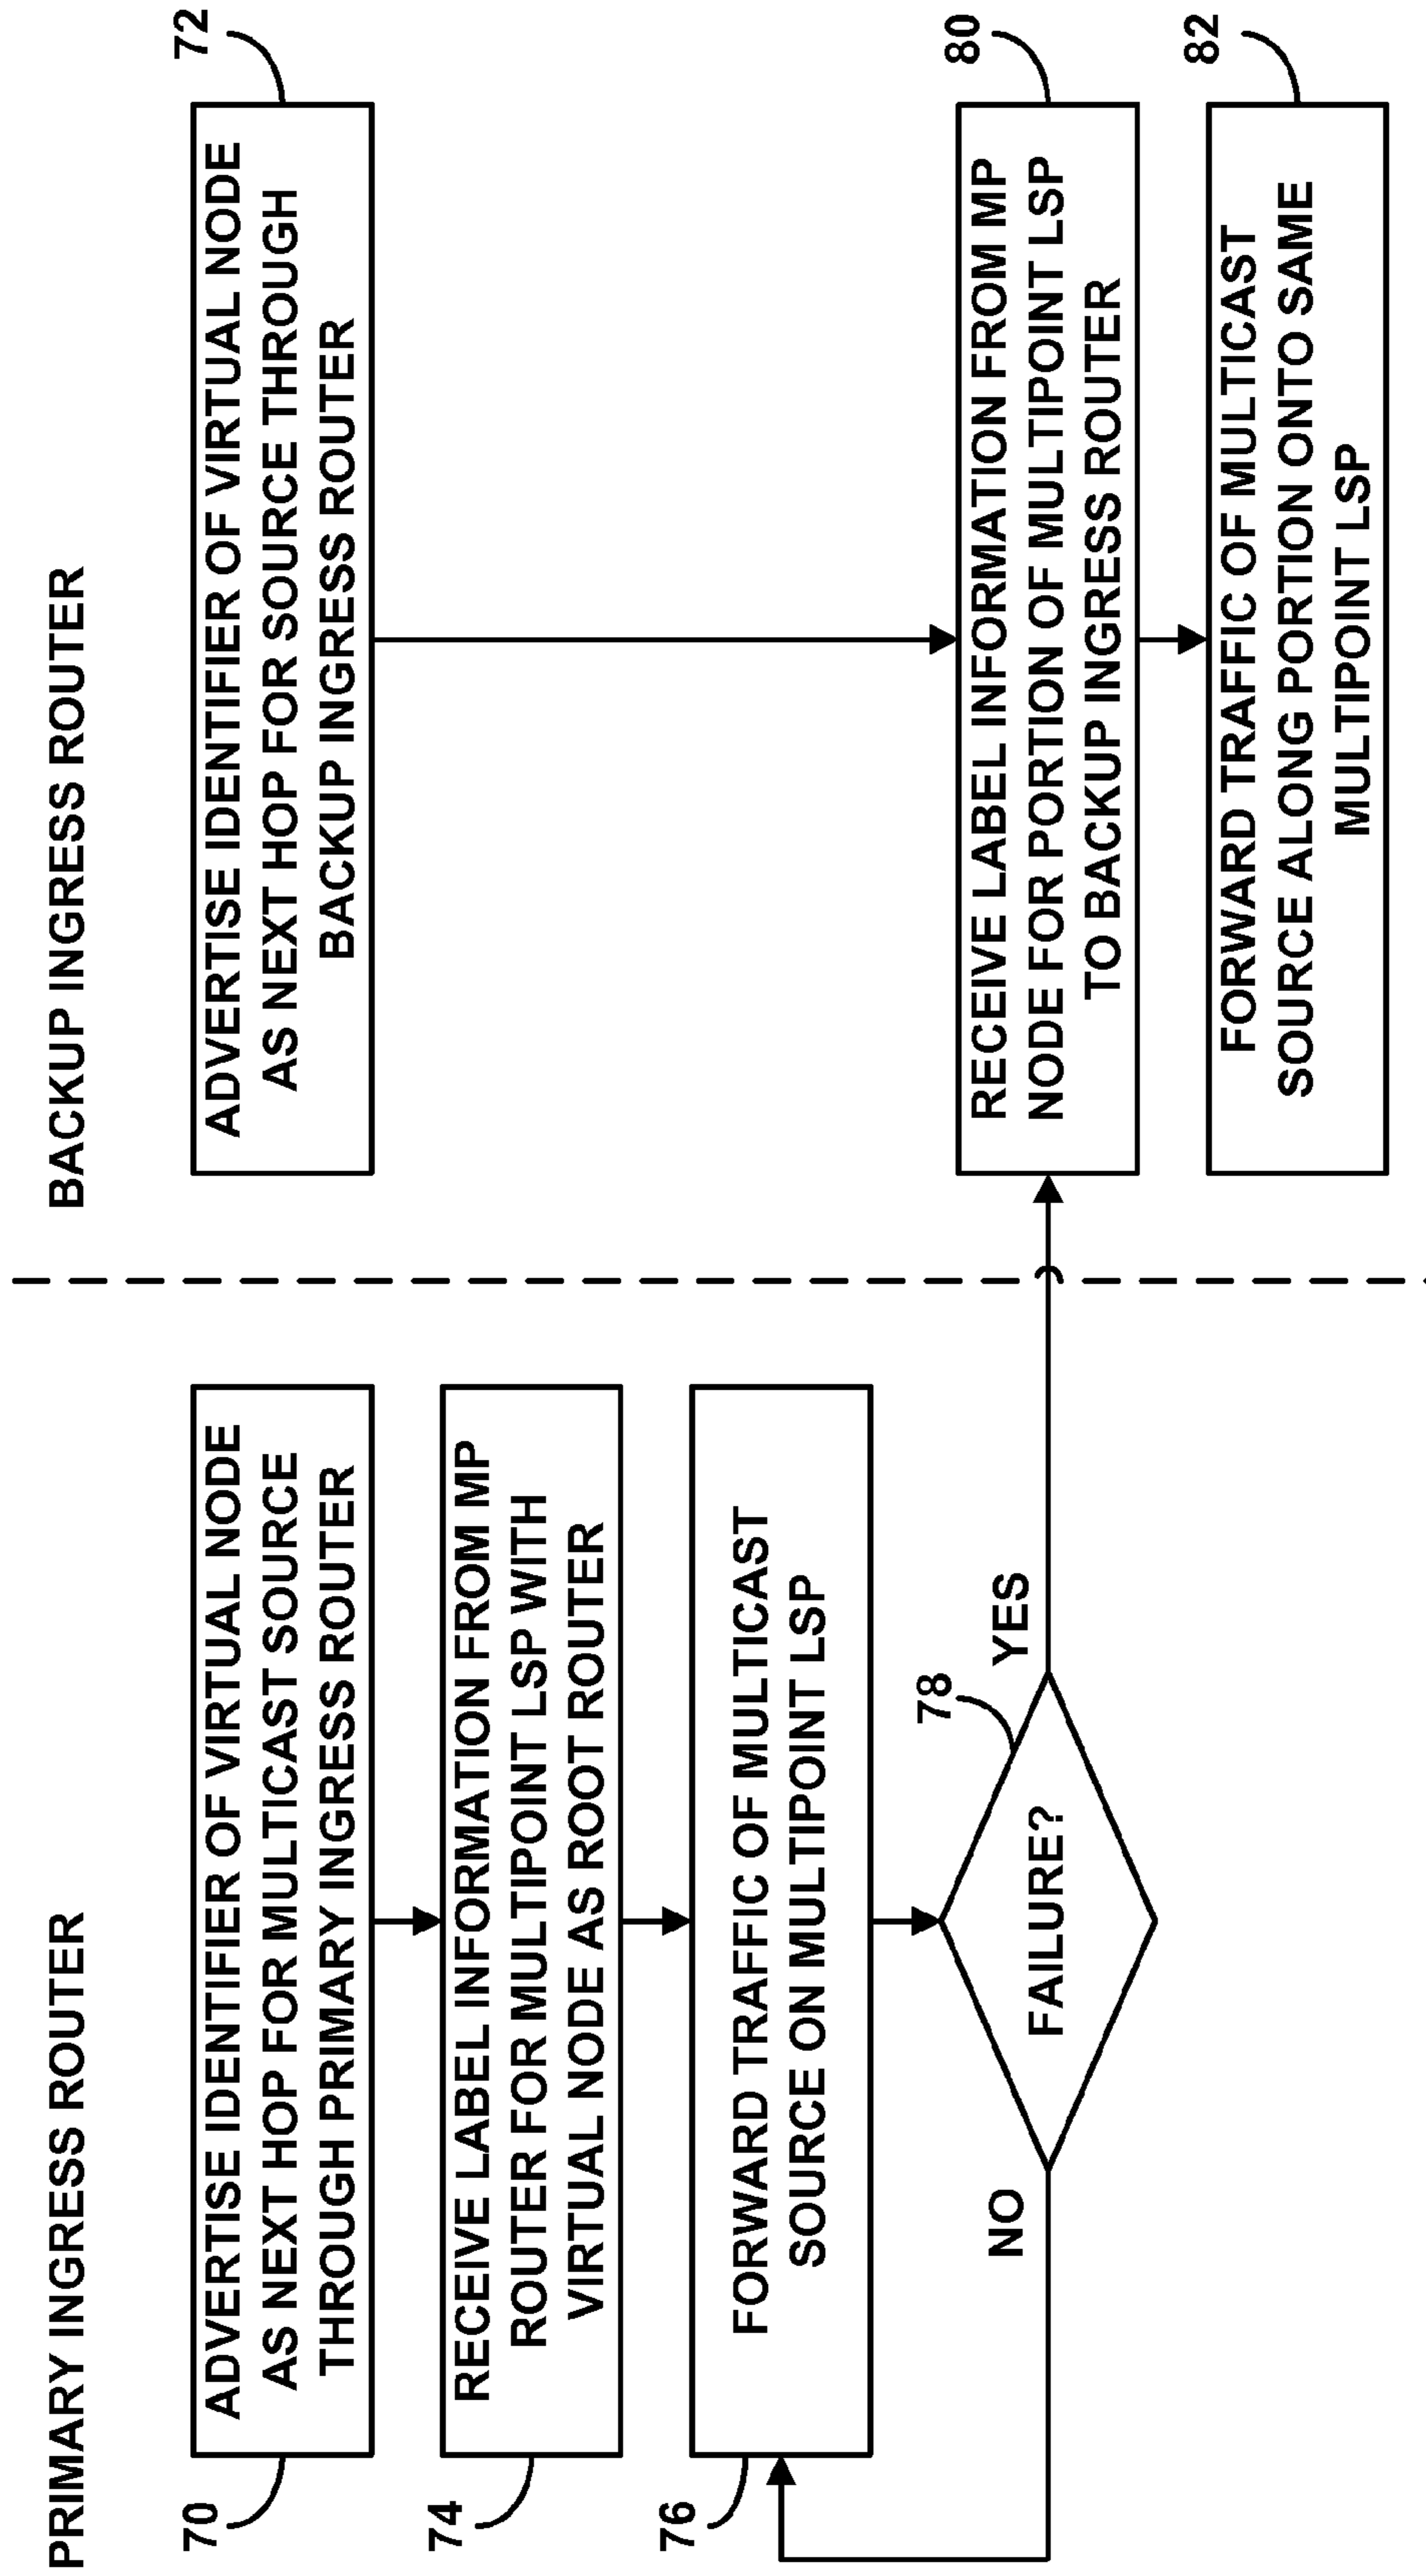 PRIMARY INGRESS ROUTER
BACKUP INGRESS ROUTER
70
ADVERTISE IDENTIFIER OF VIRTUAL NODE
AS NEXT HOP FOR MULTICAST SOURCE
THROUGH PRIMARY INGRESS ROUTER
72
ADVERTISE IDENTIFIER OF VIRTUAL NODE
AS NEXT HOP FOR SOURCE THROUGH
BACKUP INGRESS ROUTER
74
RECEIVE LABEL INFORMATION FROM MP
ROUTER FOR MULTIPOINT LSP WITH
VIRTUAL NODE AS ROOT ROUTER
76
FORWARD TRAFFIC OF MULTICAST
SOURCE ON MULTIPOINT LSP
78
FAILURE?
NO
YES
80
RECEIVE LABEL INFORMATION FROM MP
NODE FOR PORTION OF MULTIPOINT LSP
TO BACKUP INGRESS ROUTER
82
FORWARD TRAFFIC OF MULTICAST
SOURCE ALONG PORTION ONTO SAME
MULTIPOINT LSP